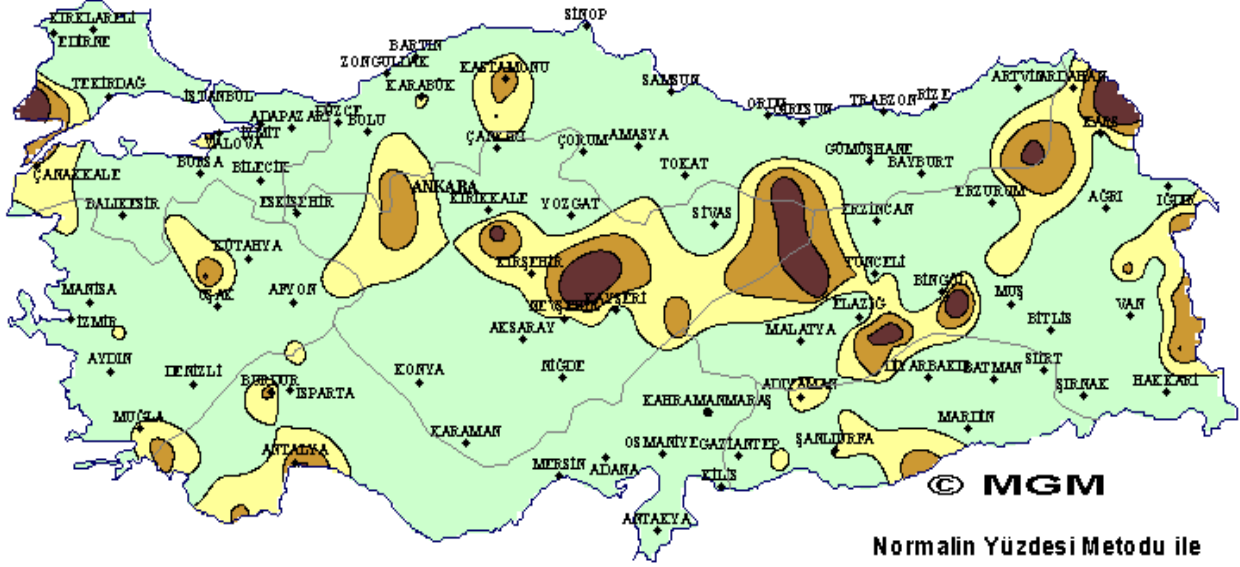 SİNOP
KIRKLARELİ
EDİRNE
BARTIN
ZONGULDAK
KASTAMONU
KARABÜK
SAMSUN
ARTVİN
ARDAHAN
TEKİRDAĞ
İSTANBUL
DÜZCE
ORDU
GİRESUN
TRABZON
RİZE
ADAPAZARI
İZMİT
BOLU
KARS
YALOVA
ÇANKIRI
ÇORUM
AMASYA
GÜMÜŞHANE
BURSA
BİLECİK
TOKAT
BAYBURT
ÇANAKKALE
ANKARA
ERZURUM
AĞRI
IĞDIR
BALIKESİR
ESKİŞEHİR
KIRIKKALE
YOZGAT
SİVAS
ERZİNCAN
KÜTAHYA
KIRŞEHİR
TUNCELİ
BİNGÖL
MANİSA
UŞAK
AFYON
NEVŞEHİR
KAYSERİ
ELAZIĞ
MUŞ
VAN
İZMİR
AKSARAY
MALATYA
BİTLİS
AYDIN
DENİZLİ
KONYA
NİĞDE
DİYARBAKIR
BATMAN
SİİRT
BURDUR
ISPARTA
ADIYAMAN
ŞIRNAK
HAKKARİ
KAHRAMANMARAŞ
MUĞLA
KARAMAN
OSMANİYE
GAZİANTEP
ŞANLIURFA
MARDİN
ANTALYA
MERSİN
ADANA
KİLİS
ANTAKYA
© MGM
Normalin Yüzdesi Metodu ile